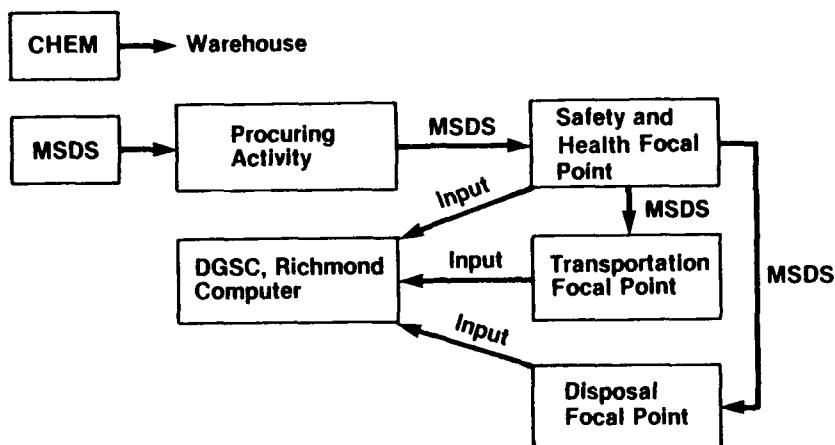 CHEM
Warehouse
MSDS
Procuring
Activity
MSDS
Safety and
Health Focal
Point
Input
MSDS
DGSC, Richmond
Computer
Input
Transportation
Focal Point
MSDS
Input
Disposal
Focal Point